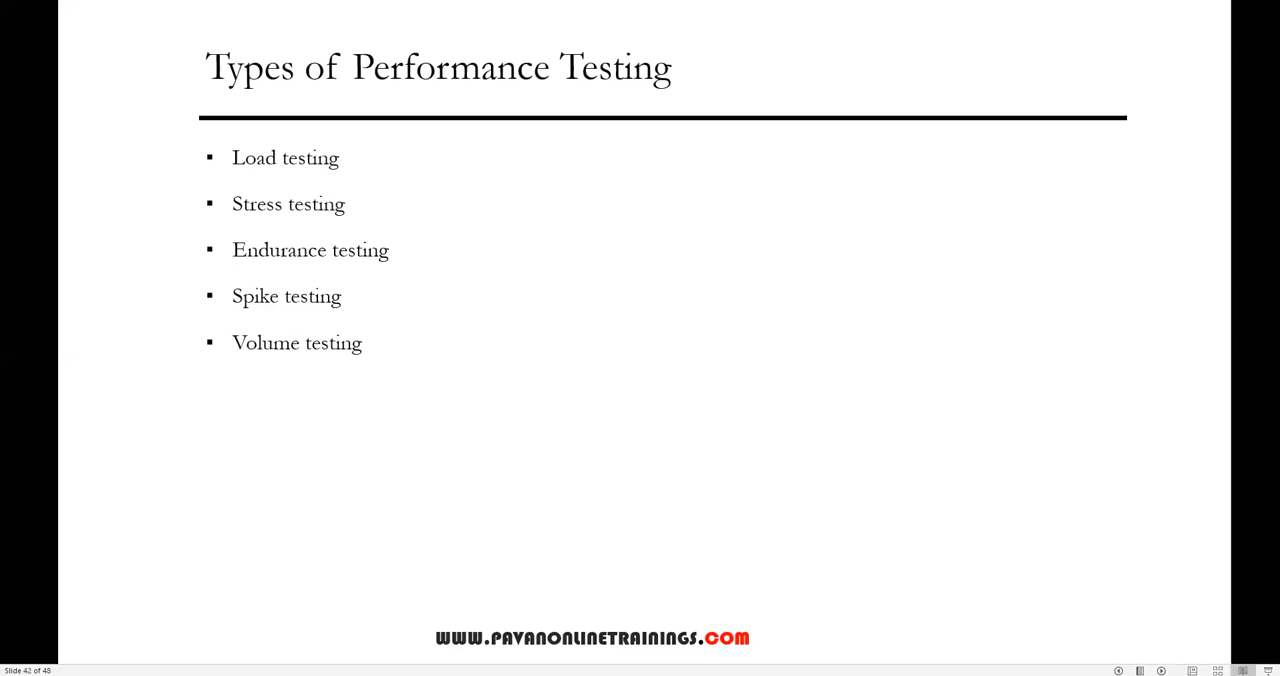 Types of Performance Testing
▪ Load testing
▪ Stress testing
▪ Endurance testing
▪ Spike testing
▪ Volume testing
WWW.PAVANONLINETRAININGS.COM
Slide 42 of 48